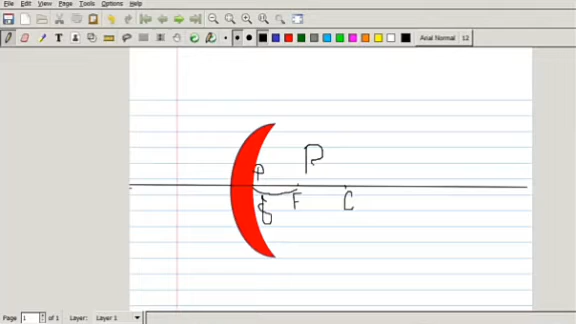 File Edit View Page Tools Options Help
Arial Normal 12
R
P
f F C
Page 1 of 1 Layer: Layer 1